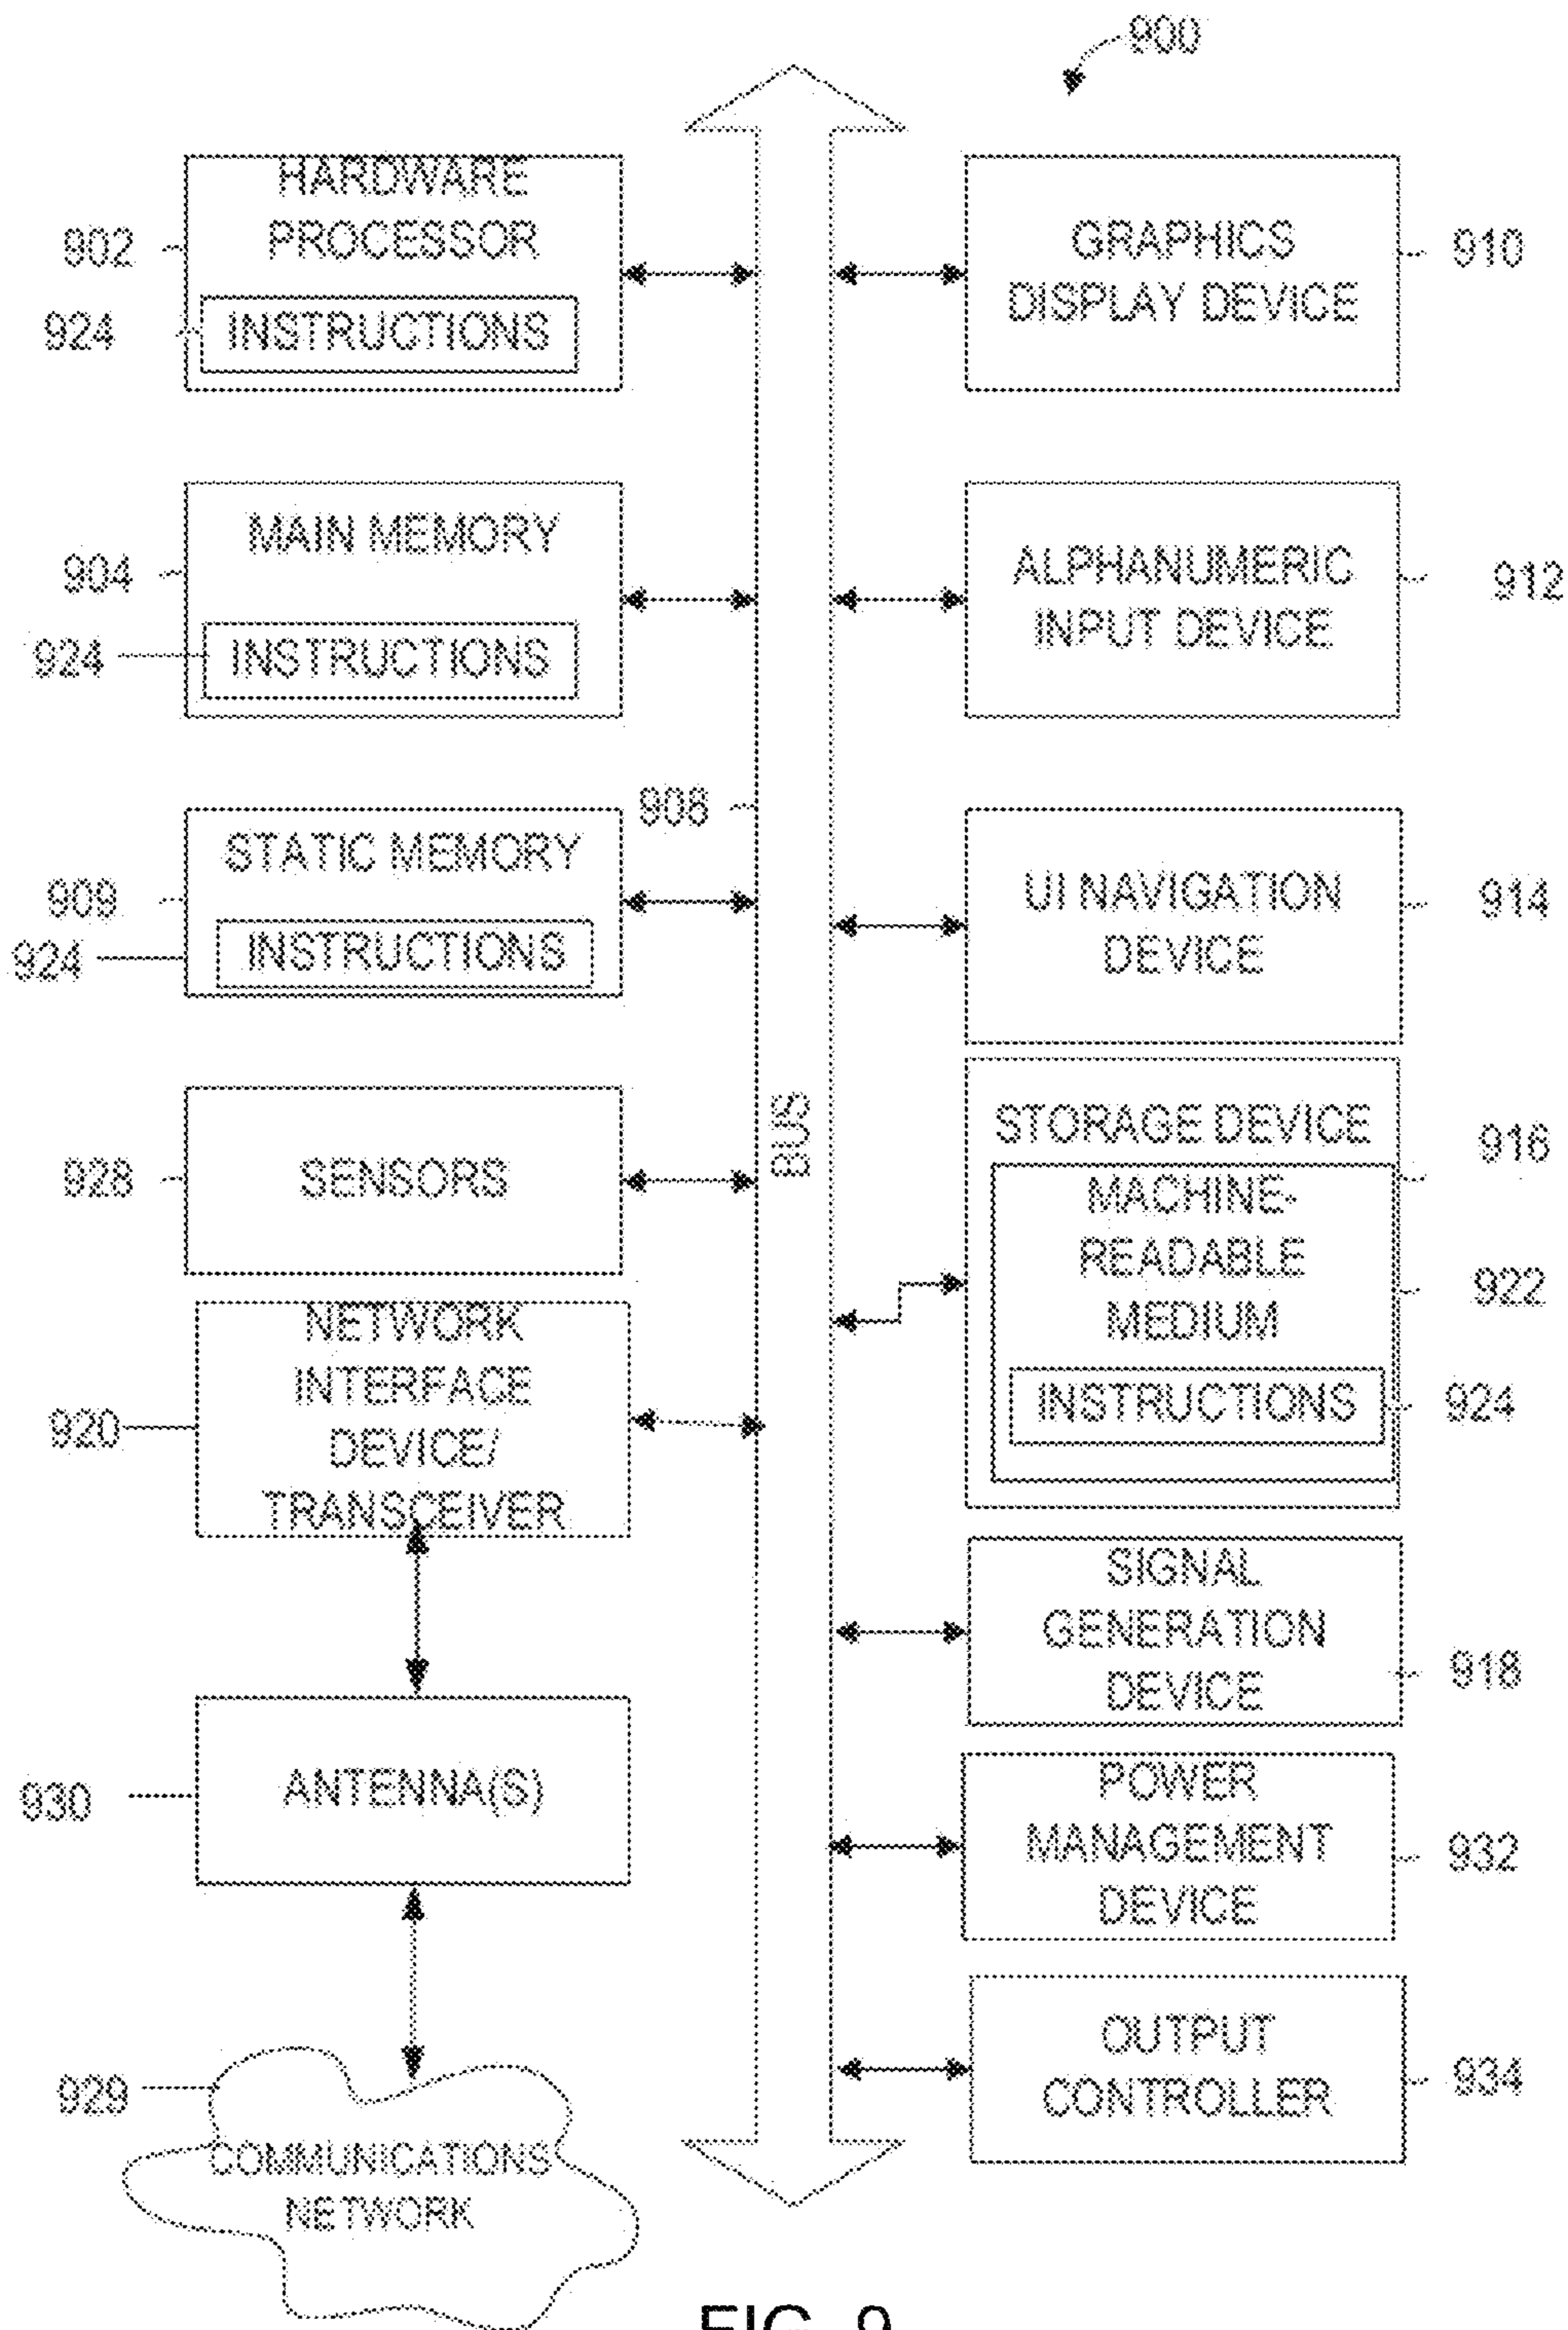 900
HARDWARE
PROCESSOR
902
924
INSTRUCTIONS
GRAPHICS
DISPLAY DEVICE
910
MAIN MEMORY
904
924
INSTRUCTIONS
ALPHANUMERIC
INPUT DEVICE
912
908
STATIC MEMORY
909
924
INSTRUCTIONS
UI NAVIGATION
DEVICE
914
BUS
SENSORS
928
STORAGE DEVICE
916
MACHINE-
READABLE
MEDIUM
922
INSTRUCTIONS
924
NETWORK
INTERFACE
DEVICE/
TRANSCEIVER
920
SIGNAL
GENERATION
DEVICE
918
ANTENNA(S)
930
POWER
MANAGEMENT
DEVICE
932
OUTPUT
CONTROLLER
934
929
COMMUNICATIONS
NETWORK
FIG. 9